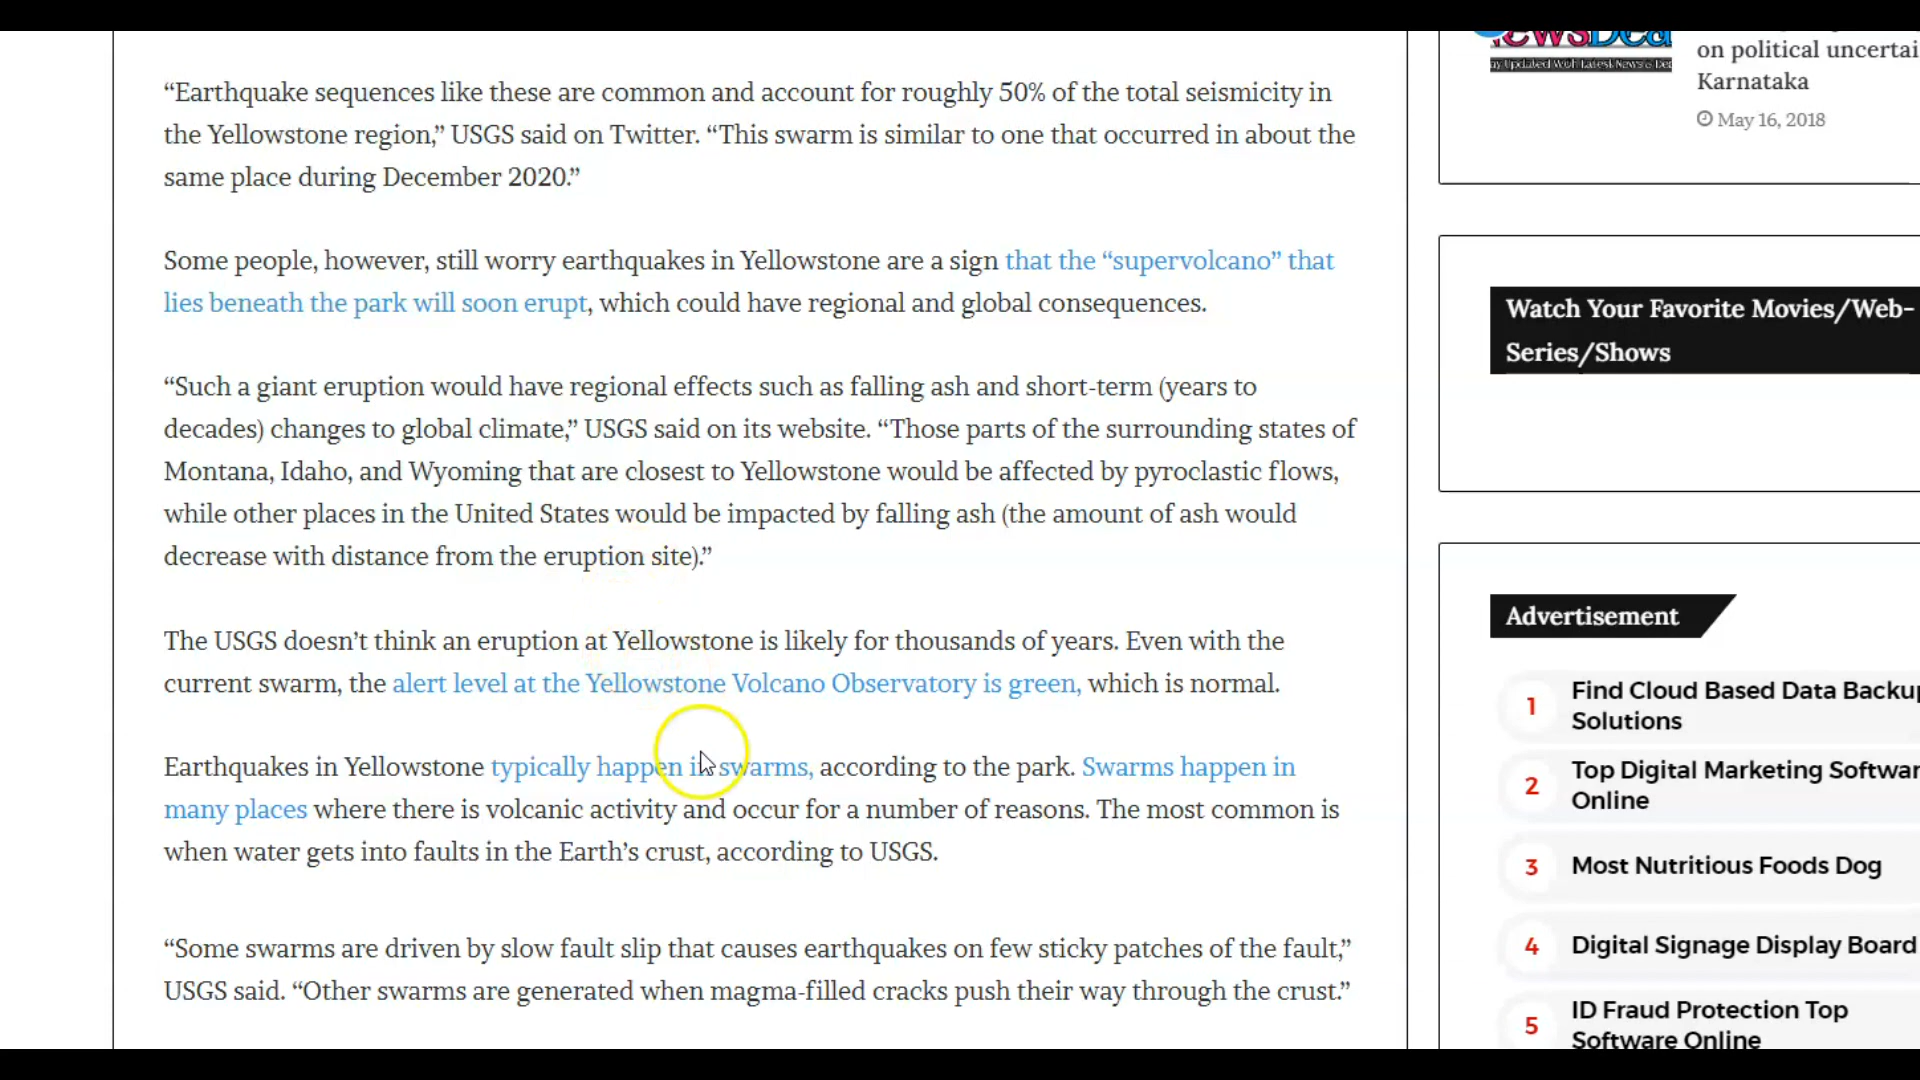 “Earthquake sequences like these are common and account for roughly 50% of the total seismicity in
the Yellowstone region,” USGS said on Twitter. “This swarm is similar to one that occurred in about the
same place during December 2020.”
Some people, however, still worry earthquakes in Yellowstone are a sign that the “supervolcano” that
lies beneath the park will soon erupt, which could have regional and global consequences.
“Such a giant eruption would have regional effects such as falling ash and short-term (years to
decades) changes to global climate,” USGS said on its website. “Those parts of the surrounding states of
Montana, Idaho, and Wyoming that are closest to Yellowstone would be affected by pyroclastic flows,
while other places in the United States would be impacted by falling ash (the amount of ash would
decrease with distance from the eruption site).”
The USGS doesn’t think an eruption at Yellowstone is likely for thousands of years. Even with the
current swarm, the alert level at the Yellowstone Volcano Observatory is green, which is normal.
Earthquakes in Yellowstone typically happen in swarms, according to the park. Swarms happen in
many places where there is volcanic activity and occur for a number of reasons. The most common is
when water gets into faults in the Earth’s crust, according to USGS.
“Some swarms are driven by slow fault slip that causes earthquakes on few sticky patches of the fault,”
USGS said. “Other swarms are generated when magma-filled cracks push their way through the crust.”
on political uncertai
Karnataka
May 16, 2018
Watch Your Favorite Movies/Web-
Series/Shows
Advertisement
1 Find Cloud Based Data Backup
Solutions
2 Top Digital Marketing Softwar
Online
3 Most Nutritious Foods Dog
4 Digital Signage Display Board
5 ID Fraud Protection Top
Software Online